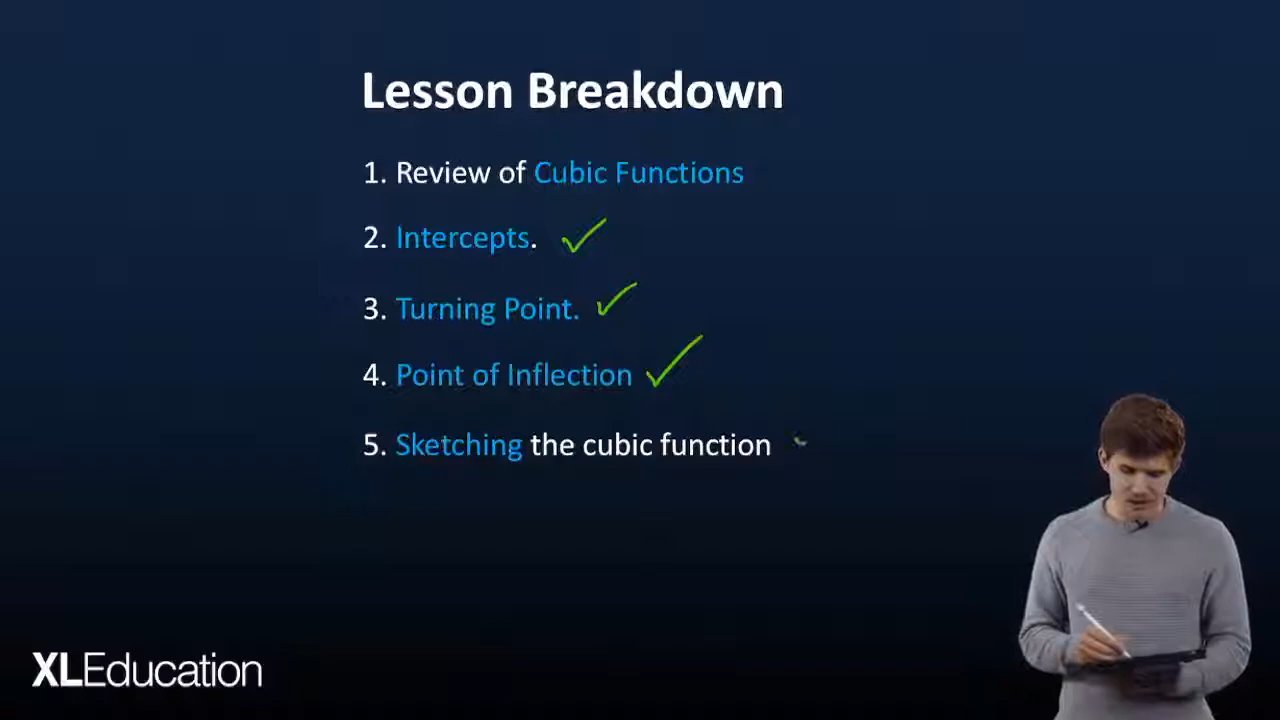 Lesson Breakdown
1. Review of Cubic Functions
2. Intercepts.
3. Turning Point.
4. Point of Inflection
5. Sketching the cubic function
XLEducation